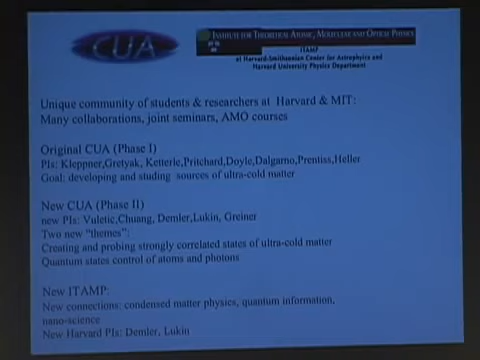 CUA
INSTITUTE FOR THEORETICAL ATOMIC, MOLECULAR AND OPTICAL PHYSICS
ITAMP
at Harvard-Smithsonian Center for Astrophysics and
Harvard University Physics Department
Unique community of students & researchers at Harvard & MIT:
Many collaborations, joint seminars, AMO courses
Original CUA (Phase I)
PIs: Kleppner,Gretyak, Ketterle,Pritchard,Doyle,Dalgarno,Prentiss,Heller
Goal: developing and studing sources of ultra-cold matter
New CUA (Phase II)
new PIs: Vuletic,Chuang, Demler,Lukin, Greiner
Two new “themes”:
Creating and probing strongly correlated states of ultra-cold matter
Quantum states control of atoms and photons
New ITAMP:
New connections: condensed matter physics, quantum information,
nano-science
New Harvard PIs: Demler, Lukin